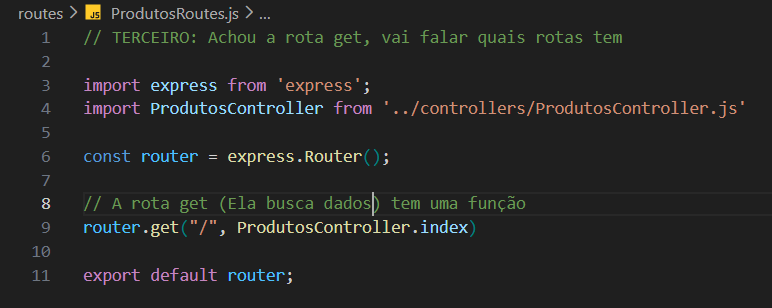 routes > JS ProdutosRoutes.js > ...
1 // TERCEIRO: Achou a rota get, vai falar quais rotas tem
2
3 import express from 'express';
4 import ProdutosController from '../controllers/ProdutosController.js'
5
6 const router = express.Router();
7
8 // A rota get (Ela busca dados) tem uma função
9 router.get("/", ProdutosController.index)
10
11 export default router;